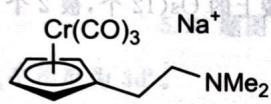 Cr(CO)₃ Na⁺
NMe₂